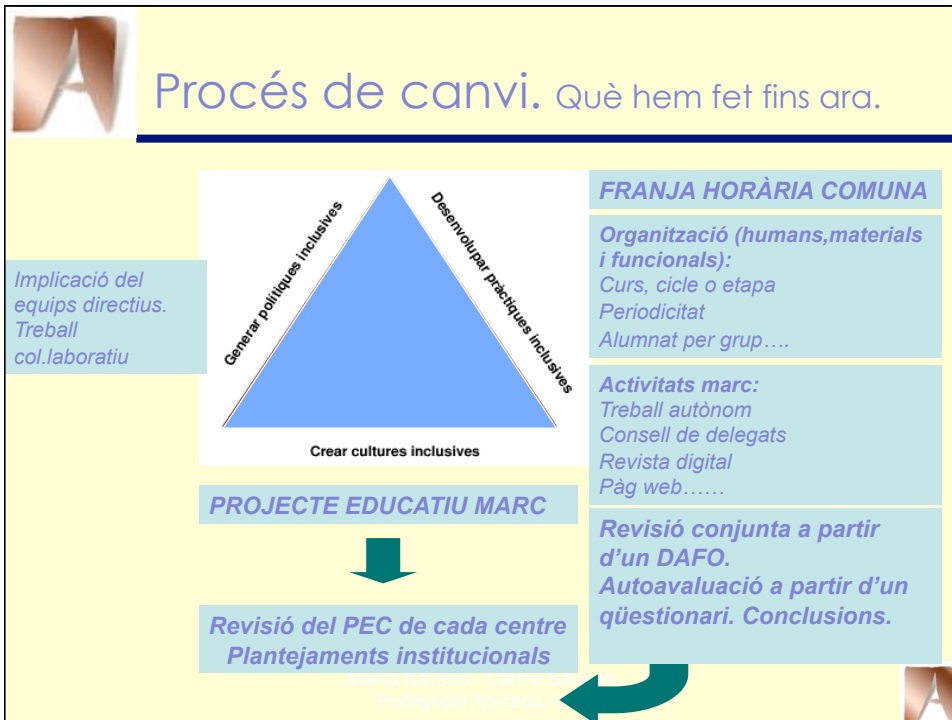 Procés de canvi. Què hem fet fins ara.
Implicació del
equips directius.
Treball
col.laboratiu
Generar polítiques inclusives
Desenvolupar pràctiques inclusives
Crear cultures inclusives
PROJECTE EDUCATIU MARC
Revisió del PEC de cada centre
Plantejaments institucionals
FRANJA HORÀRIA COMUNA
Organització (humans,materials
i funcionals):
Curs, cicle o etapa
Periodicitat
Alumnat per grup….
Activitats marc:
Treball autònom
Consell de delegats
Revista digital
Pàg web……
Revisió conjunta a partir
d’un DAFO.
Autoavaluació a partir d’un
qüestionari. Conclusions.
Pedagogia Aplicada